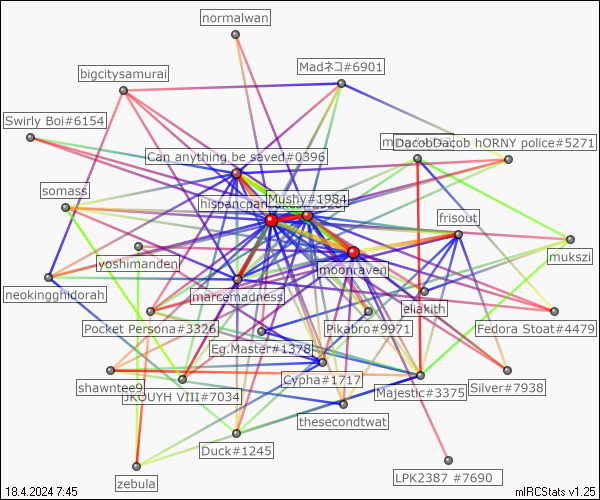 normalwan
Madネコ#6901
bigcitysamurai
Swirly Boi#6154
DacobDacob hORNY police#5271
Can anything be saved#0396
somass
Mushy#1984
hispancpan
frisout
yoshimanden
moonraven
mukszi
neokingghidorah
marcemadness
eliakith
Pocket Persona#3326
Pikabro#9971
Fedora Stoat#4479
Eg.Master#1378
shawntee9
JKOUYH VIII#7034
Cypha#1717
Majestic#3375
Silver#7938
thesecondtwat
Duck#1245
zebula
LPK2387 #7690
18.4.2024 7:45
mIRCStats v1.25